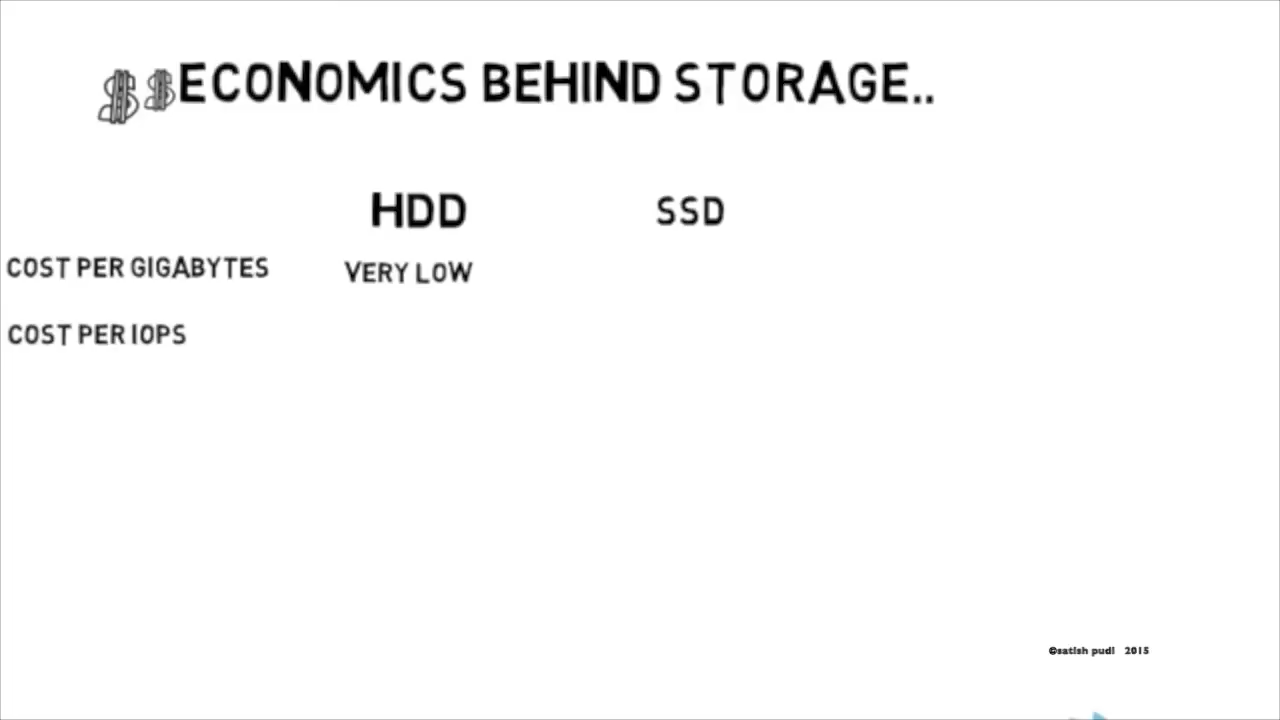 $$ECONOMICS BEHIND STORAGE..
HDD SSD
COST PER GIGABYTES VERY LOW
COST PER IOPS
©satish pudi 2015